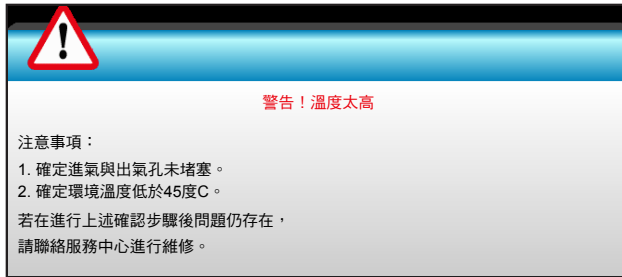 警告！溫度太高
注意事項：
1. 確定進氣與出氣孔未堵塞。
2. 確定環境溫度低於45度C。
若在進行上述確認步驟後問題仍存在，
請聯絡服務中心進行維修。